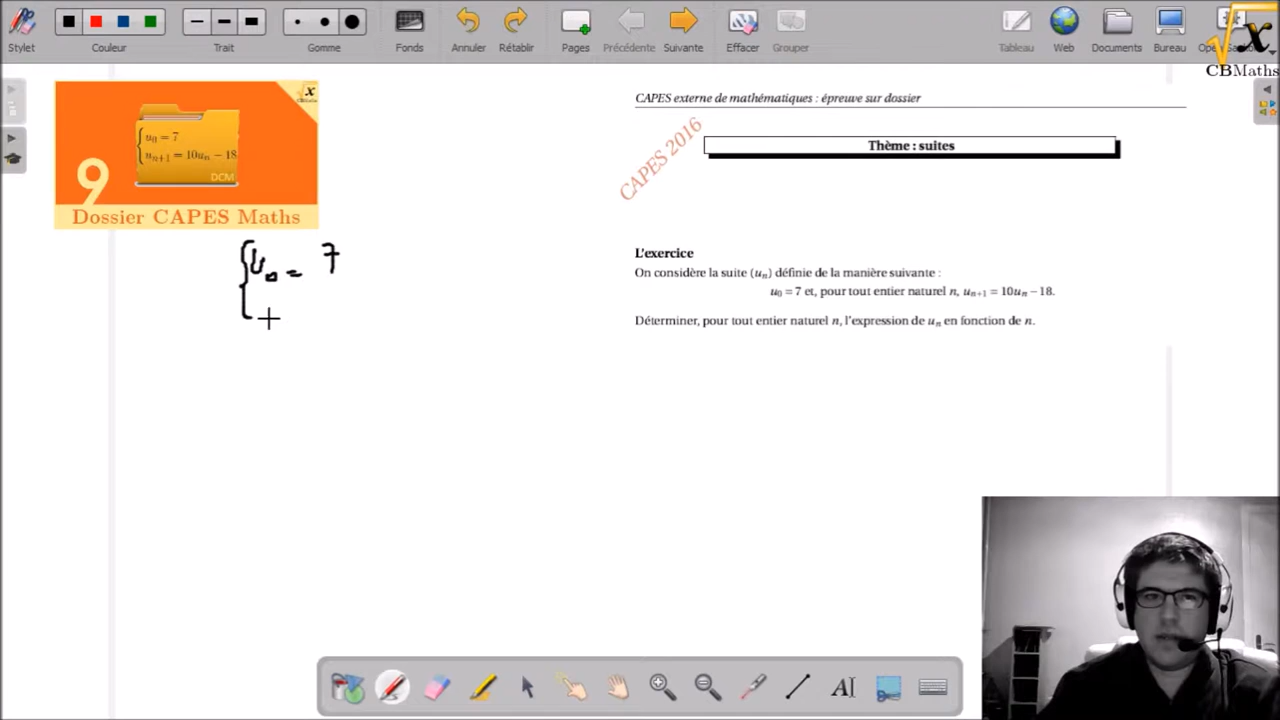 Stylet
Couleur
Trait
Gomme
Fonds
Annuler
Rétablir
Pages
Précédente
Suivante
Effacer
Grouper
Tableau
Web
Documents
Bureau
CBMaths
u0 = 7
un+1 = 10un − 18
DCM
9
Dossier CAPES Maths
u0 = 7
CAPES externe de mathématiques : épreuve sur dossier
CAPES 2016
Thème : suites
L'exercice
On considère la suite (un) définie de la manière suivante :
u0 = 7 et, pour tout entier naturel n, un+1 = 10un − 18.
Déterminer, pour tout entier naturel n, l'expression de un en fonction de n.